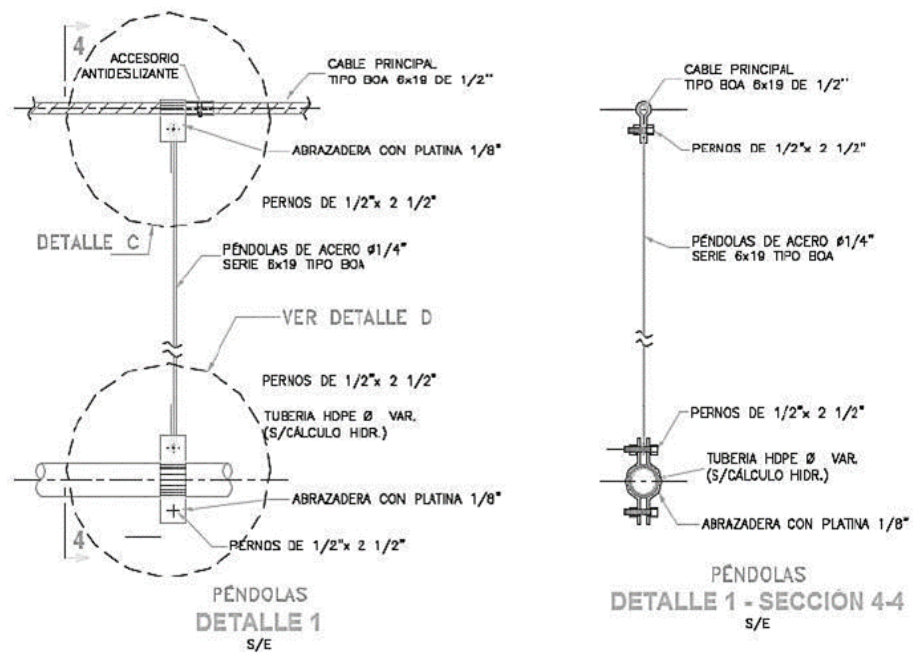 4
ACCESORIO
ANTIDESLIZANTE
CABLE PRINCIPAL
TIPO BOA 6x19 DE 1/2"
ABRAZADERA CON PLATINA 1/8"
PERNOS DE 1/2"x 2 1/2"
DETALLE C
PÉNDOLAS DE ACERO ø1/4"
SERIE 6x19 TIPO BOA
VER DETALLE D
PERNOS DE 1/2"x 2 1/2"
TUBERIA HDPE Ø VAR.
(S/CÁLCULO HIDR.)
ABRAZADERA CON PLATINA 1/8"
4
PERNOS DE 1/2"x 2 1/2"
PÉNDOLAS
DETALLE 1
S/E
CABLE PRINCIPAL
TIPO BOA 6x19 DE 1/2"
PERNOS DE 1/2"x 2 1/2"
PÉNDOLAS DE ACERO ø1/4"
SERIE 6x19 TIPO BOA
PERNOS DE 1/2"x 2 1/2"
TUBERIA HDPE Ø VAR.
(S/CÁLCULO HIDR.)
ABRAZADERA CON PLATINA 1/8"
PÉNDOLAS
DETALLE 1 - SECCIÓN 4-4
S/E